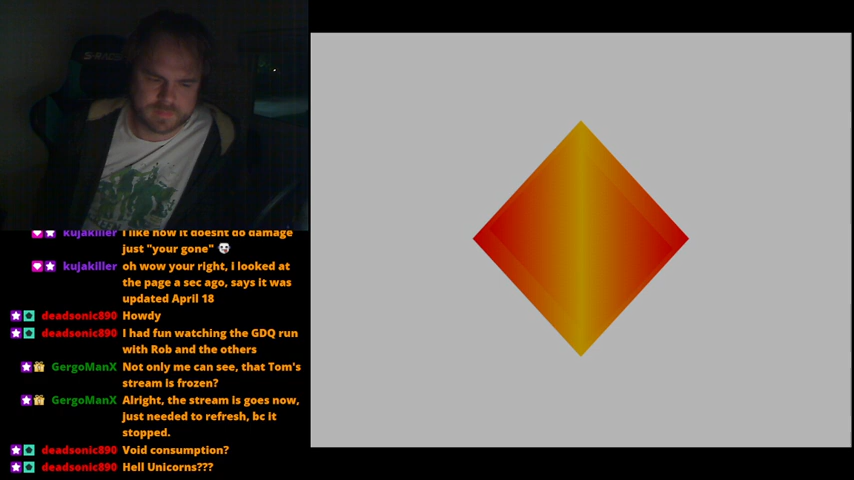 kujakiller I like how it doesnt do damage
just "your gone"
kujakiller oh wow your right, i looked at
the page a sec ago, says it was
updated April 18
deadsonic890 Howdy
deadsonic890 I had fun watching the GDQ run
with Rob and the others
GergoManX Not only me can see, that Tom's
stream is frozen?
GergoManX Alright, the stream is goes now,
just needed to refresh, bc it
stopped.
deadsonic890 Void consumption?
deadsonic890 Hell Unicorns???